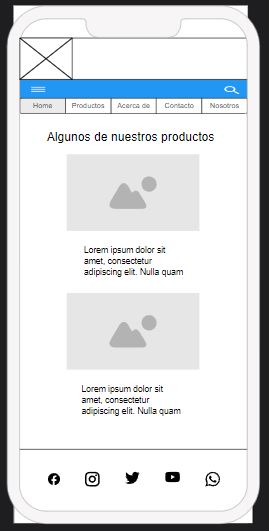 Home Productos Acerca de Contacto Nosotros
Algunos de nuestros productos
Lorem ipsum dolor sit
amet, consectetur
adipiscing elit. Nulla quam
Lorem ipsum dolor sit
amet, consectetur
adipiscing elit. Nulla quam